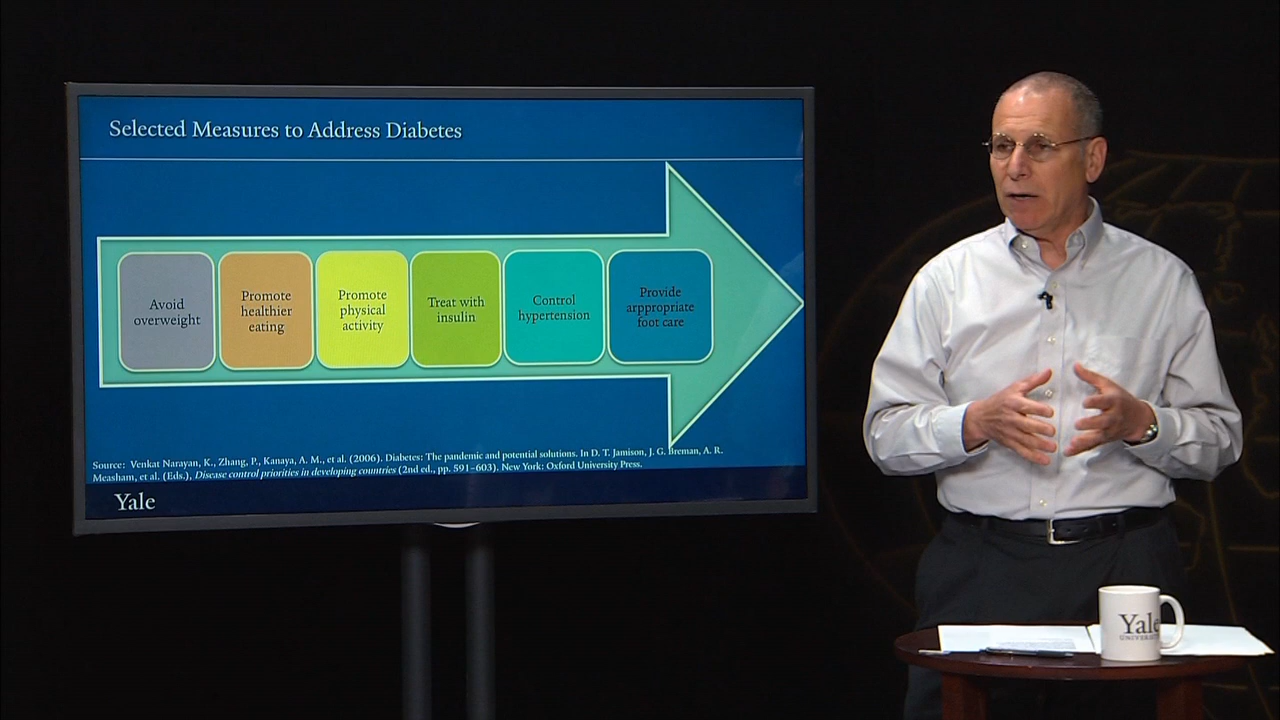 Selected Measures to Address Diabetes
Avoid
overweight
Promote
healthier
eating
Promote
physical
activity
Treat with
insulin
Control
hypertension
Provide
arppropriate
foot care
Source: Venkat Narayan, K., Zhang, P., Kanaya, A. M., et al. (2006). Diabetes: The pandemic and potential solutions. In D. T. Jamison, J. G. Breman, A. R.
Measham, et al. (Eds.), Disease control priorities in developing countries (2nd ed., pp. 591–603). New York: Oxford University Press.
Yale
Yale
UNIVERSITY